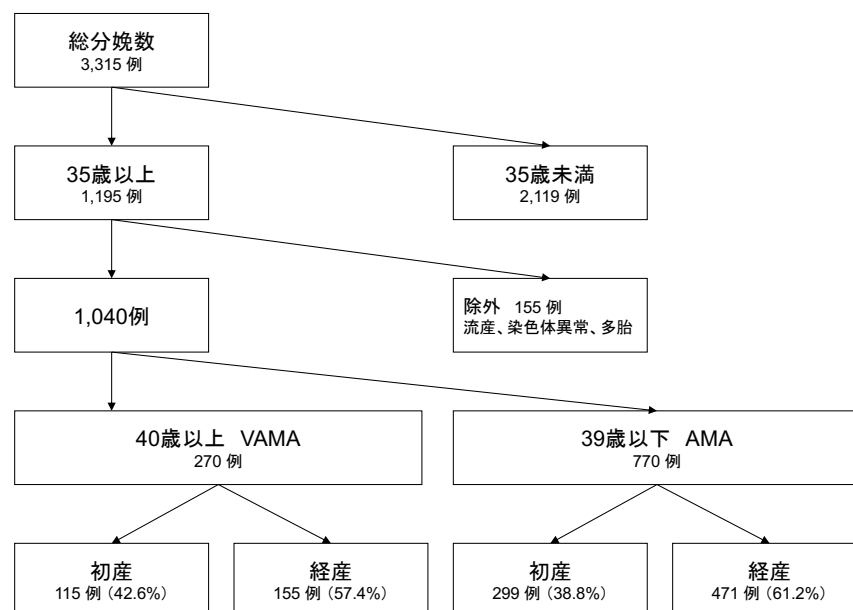 総分娩数
3,315 例
35歳以上
1,195 例
35歳未満
2,119 例
1,040例
除外 155 例
流産、染色体異常、多胎
40歳以上 VAMA
270 例
39歳以下 AMA
770 例
初産
115 例（42.6%）
経産
155 例（57.4%）
初産
299 例（38.8%）
経産
471 例（61.2%）